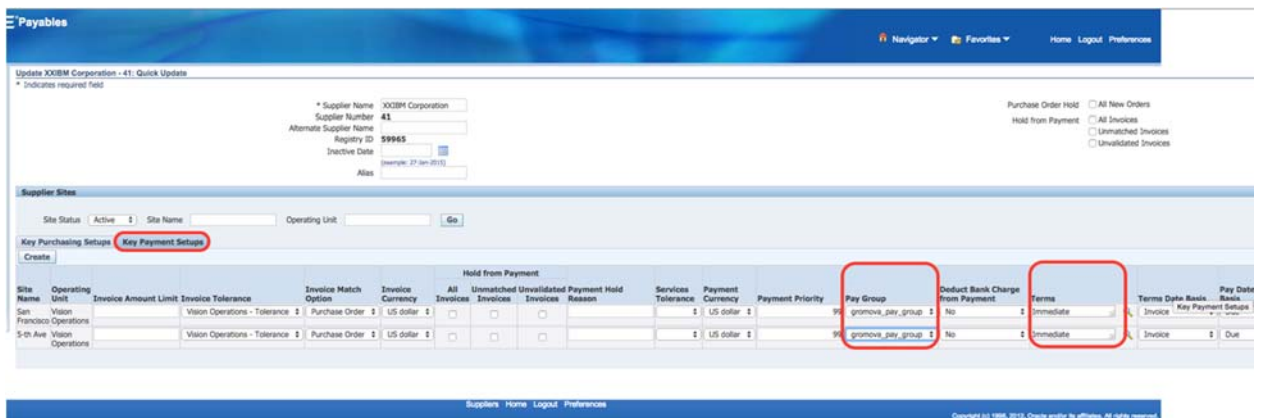 E Payables
Navigator Favorites Home Logout Preferences
Update XXIBM Corporation - 41: Quick Update
* Indicates required field
* Supplier Name XXIBM Corporation
Supplier Number 41
Alternate Supplier Name
Registry ID 59965
Inactive Date
(example: 27-Jan-2015)
Alias
Purchase Order Hold All New Orders
Hold from Payment All Invoices
Unmatched Invoices
Unvalidated Invoices
Supplier Sites
Site Status Active Site Name Operating Unit Go
Key Purchasing Setups Key Payment Setups
Create
Hold from Payment
Site Name Operating Unit Invoice Amount Limit Invoice Tolerance Invoice Match Option Invoice Currency All Invoices Unmatched Invoices Unvalidated Invoices Payment Hold Reason Services Tolerance Payment Currency Payment Priority Pay Group Deduct Bank Charge from Payment Terms Terms Date Basis Pay Date Basis
San Francisco Vision Operations Vision Operations - Tolerance Purchase Order US dollar US dollar 99 gromova_pay_group No Immediate Invoice Due
Key Payment Setups
5-th Ave Vision Operations Vision Operations - Tolerance Purchase Order US dollar US dollar 99 gromova_pay_group No Immediate Invoice Due
Suppliers Home Logout Preferences
Copyright (c) 1998, 2013, Oracle and/or its affiliates. All rights reserved.